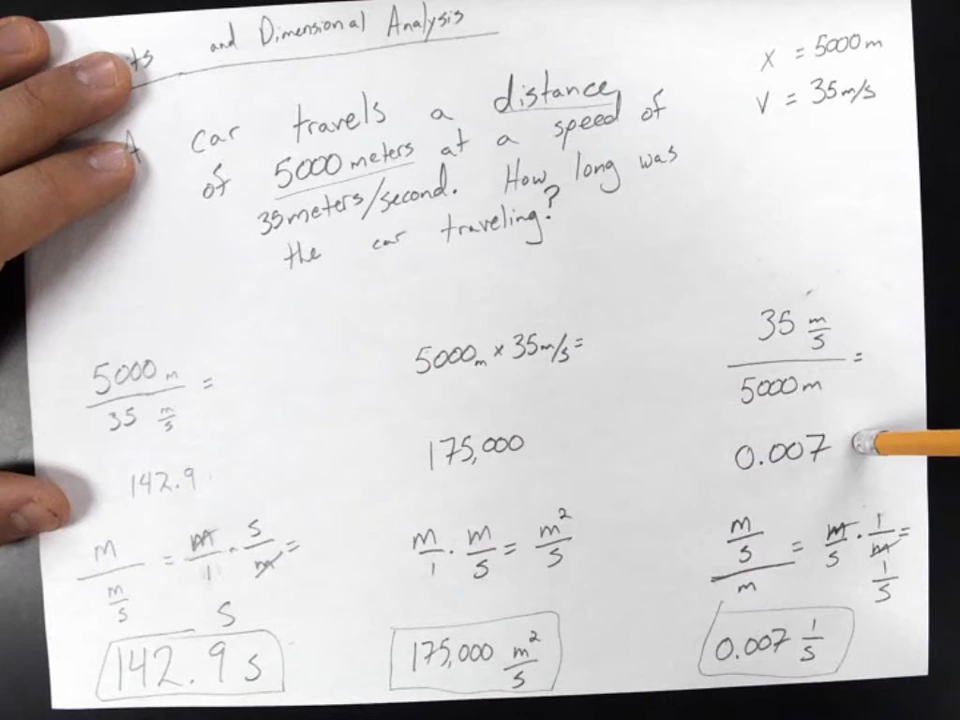 and Dimensional Analysis
A car travels a distance
of 5000 meters at a speed of
35 meters/second. How long was
the car traveling?
x = 5000 m
v = 35 m/s
5000 m / 35 m/s =
142.9
m / (m/s) = m/1 · s/m =
s
142.9 s
5000 m × 35 m/s =
175,000
m/1 · m/s = m²/s
175,000 m²/s
35 m/s / 5000 m =
0.007
(m/s) / m = m/s · 1/m =
1/s
0.007 1/s